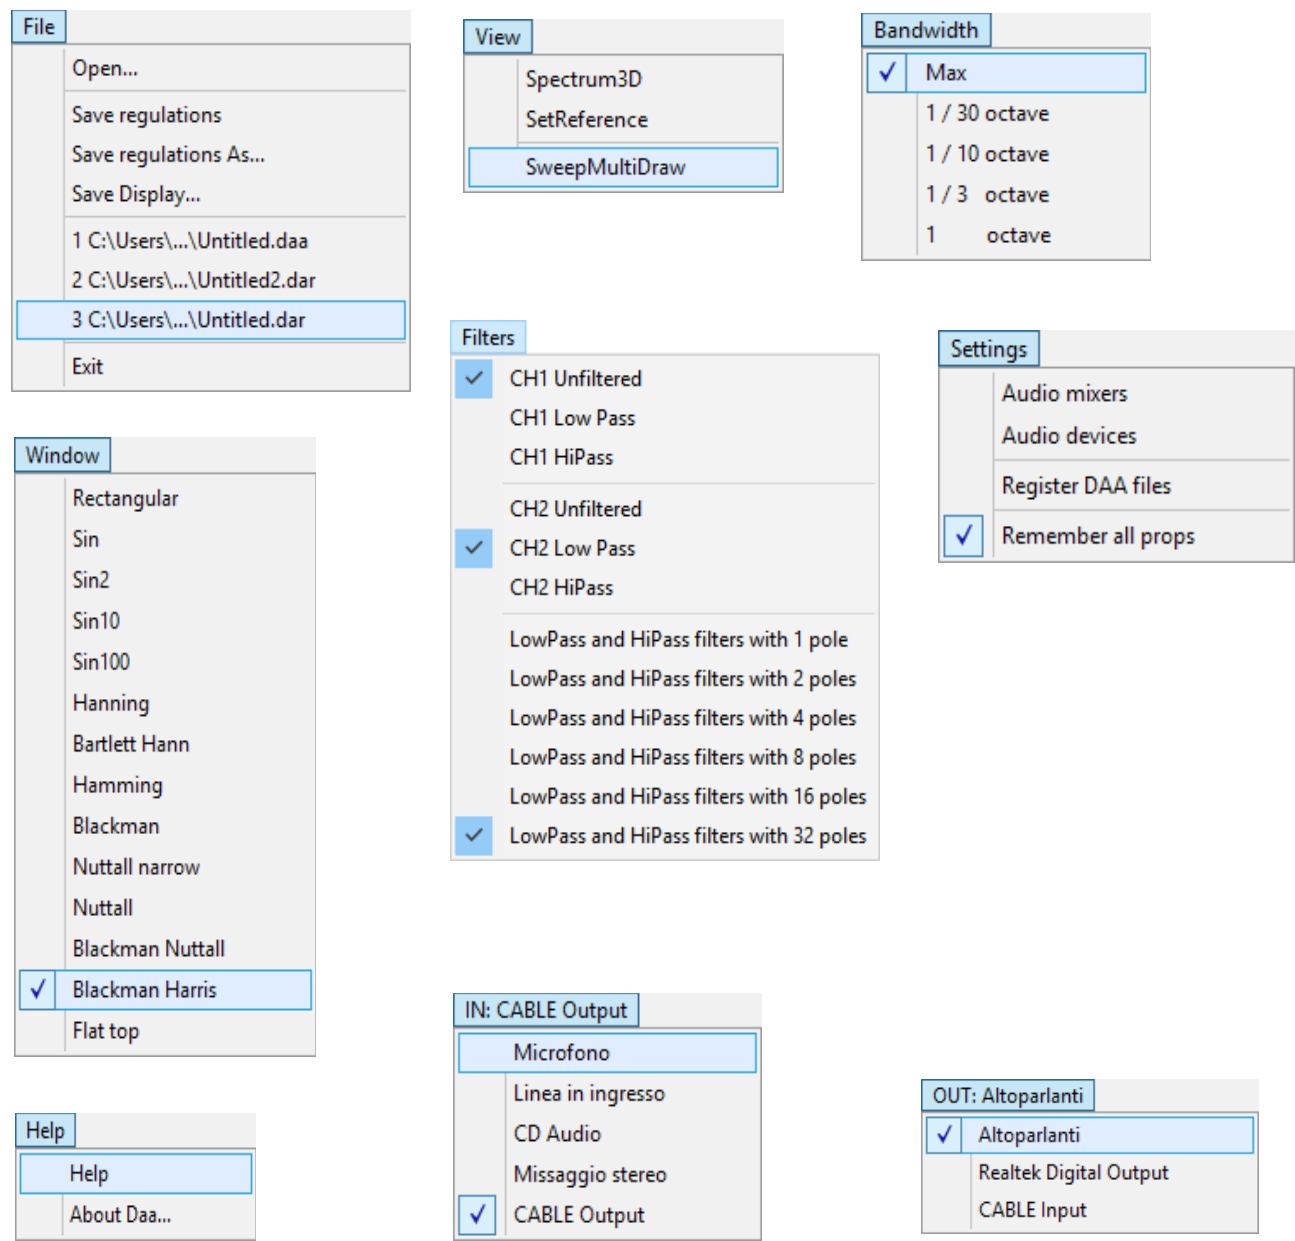 File
Open...
Save regulations
Save regulations As...
Save Display...
1 C:\Users\...\Untitled.daa
2 C:\Users\...\Untitled2.dar
3 C:\Users\...\Untitled.dar
Exit
View
Spectrum3D
SetReference
SweepMultiDraw
Bandwidth
Max
1 / 30 octave
1 / 10 octave
1 / 3 octave
1 octave
Filters
CH1 Unfiltered
CH1 Low Pass
CH1 HiPass
CH2 Unfiltered
CH2 Low Pass
CH2 HiPass
LowPass and HiPass filters with 1 pole
LowPass and HiPass filters with 2 poles
LowPass and HiPass filters with 4 poles
LowPass and HiPass filters with 8 poles
LowPass and HiPass filters with 16 poles
LowPass and HiPass filters with 32 poles
Settings
Audio mixers
Audio devices
Register DAA files
Remember all props
Window
Rectangular
Sin
Sin2
Sin10
Sin100
Hanning
Bartlett Hann
Hamming
Blackman
Nuttall narrow
Nuttall
Blackman Nuttall
Blackman Harris
Flat top
IN: CABLE Output
Microfono
Linea in ingresso
CD Audio
Missaggio stereo
CABLE Output
OUT: Altoparlanti
Altoparlanti
Realtek Digital Output
CABLE Input
Help
Help
About Daa...